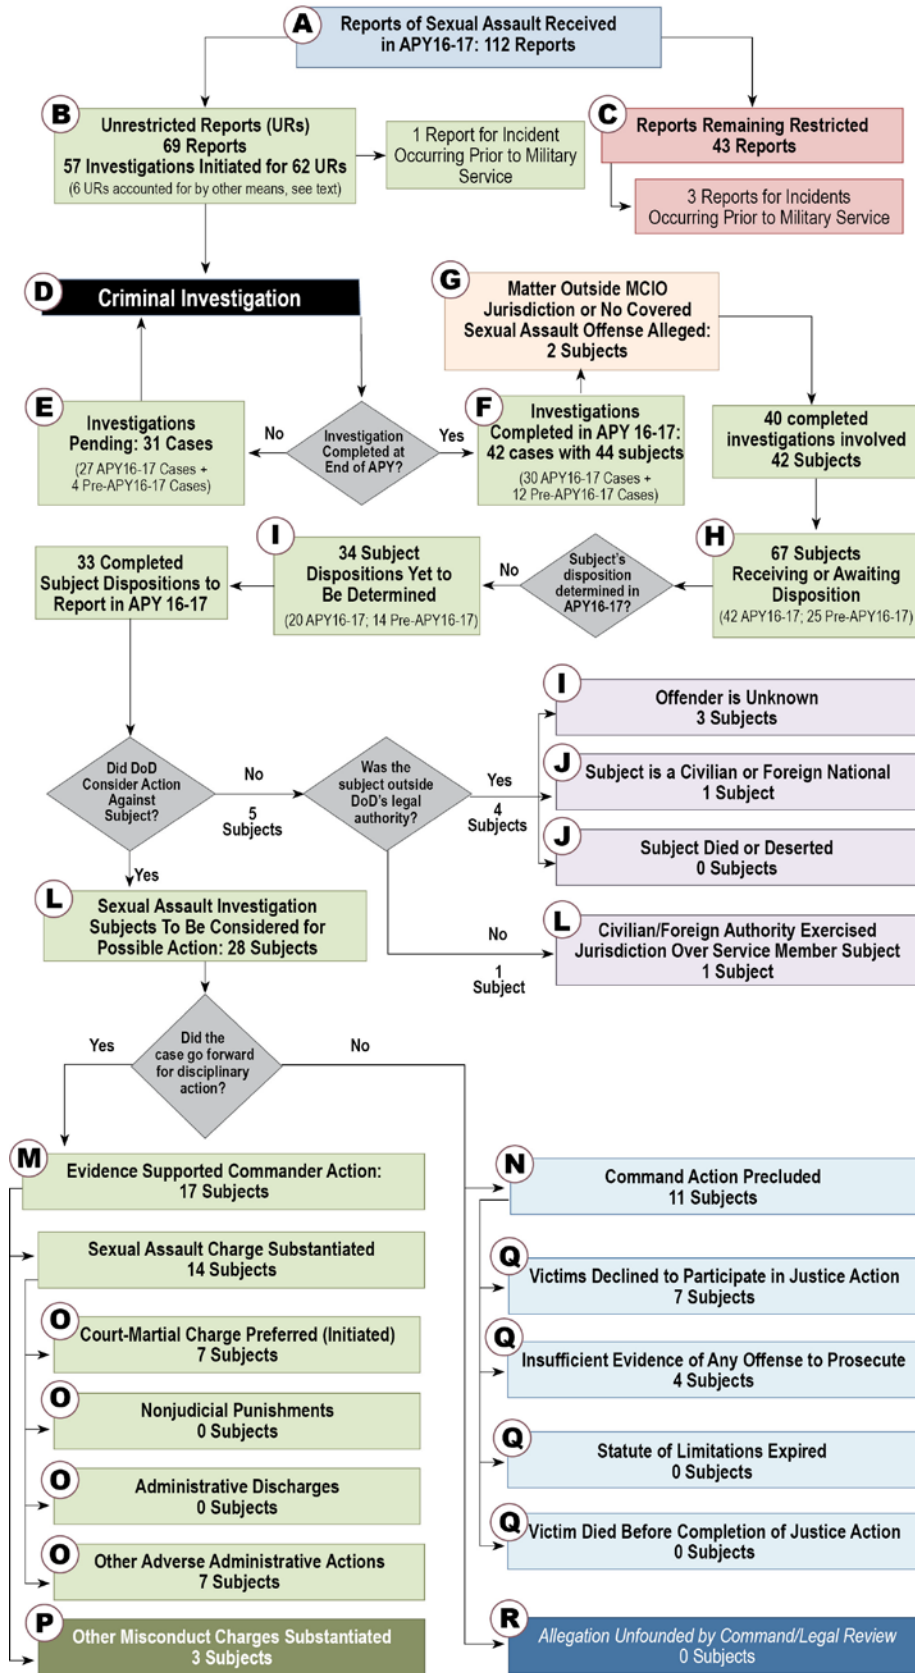 A
Reports of Sexual Assault Received
in APY16-17: 112 Reports
B
Unrestricted Reports (URs)
69 Reports
57 Investigations Initiated for 62 URs
(6 URs accounted for by other means, see text)
1 Report for Incident
Occurring Prior to Military
Service
C
Reports Remaining Restricted
43 Reports
3 Reports for Incidents
Occurring Prior to Military Service
D
Criminal Investigation
G
Matter Outside MCIO
Jurisdiction or No Covered
Sexual Assault Offense Alleged:
2 Subjects
E
Investigations
Pending: 31 Cases
(27 APY16-17 Cases +
4 Pre-APY16-17 Cases)
No
Investigation
Completed at
End of APY?
Yes
F
Investigations
Completed in APY 16-17:
42 cases with 44 subjects
(30 APY16-17 Cases +
12 Pre-APY16-17 Cases)
40 completed
investigations involved
42 Subjects
33 Completed
Subject Dispositions to
Report in APY 16-17
I
34 Subject
Dispositions Yet to
Be Determined
(20 APY16-17; 14 Pre-APY16-17)
No
Subject's
disposition
determined in
APY16-17?
H
67 Subjects
Receiving or Awaiting
Disposition
(42 APY16-17; 25 Pre-APY16-17)
Did DoD
Consider Action
Against
Subject?
No
5
Subjects
Was the
subject outside
DoD's legal
authority?
Yes
4
Subjects
I
Offender is Unknown
3 Subjects
J
Subject is a Civilian or Foreign National
1 Subject
J
Subject Died or Deserted
0 Subjects
Yes
L
Sexual Assault Investigation
Subjects To Be Considered for
Possible Action: 28 Subjects
No
1
Subject
L
Civilian/Foreign Authority Exercised
Jurisdiction Over Service Member Subject
1 Subject
Yes
Did the
case go forward
for disciplinary
action?
No
M
Evidence Supported Commander Action:
17 Subjects
Sexual Assault Charge Substantiated
14 Subjects
O
Court-Martial Charge Preferred (Initiated)
7 Subjects
O
Nonjudicial Punishments
0 Subjects
O
Administrative Discharges
0 Subjects
O
Other Adverse Administrative Actions
7 Subjects
P
Other Misconduct Charges Substantiated
3 Subjects
N
Command Action Precluded
11 Subjects
Q
Victims Declined to Participate in Justice Action
7 Subjects
Q
Insufficient Evidence of Any Offense to Prosecute
4 Subjects
Q
Statute of Limitations Expired
0 Subjects
Q
Victim Died Before Completion of Justice Action
0 Subjects
R
Allegation Unfounded by Command/Legal Review
0 Subjects